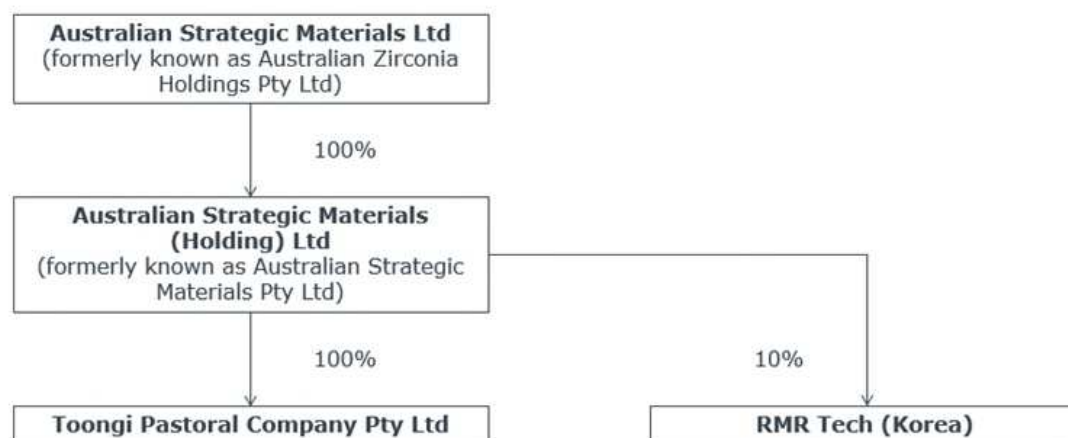 Australian Strategic Materials Ltd
(formerly known as Australian Zirconia
Holdings Pty Ltd)
100%
Australian Strategic Materials
(Holding) Ltd
(formerly known as Australian Strategic
Materials Pty Ltd)
100%
10%
Toongi Pastoral Company Pty Ltd
RMR Tech (Korea)